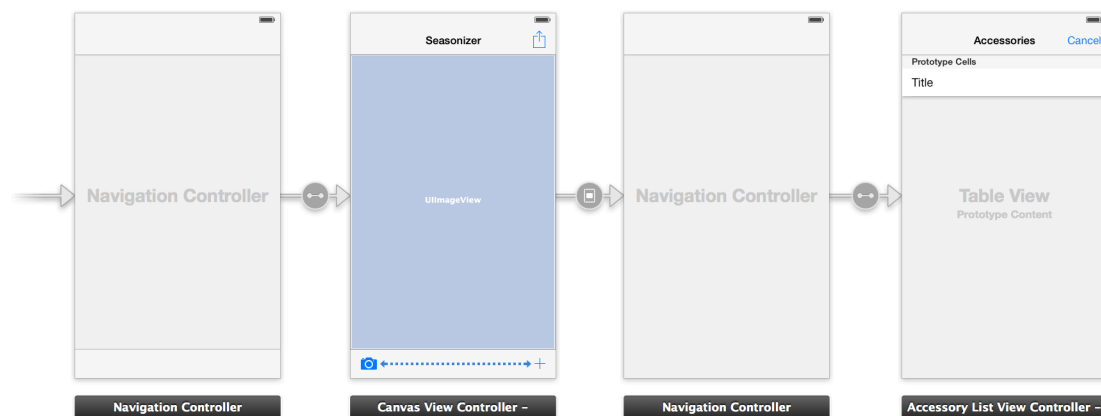 Navigation Controller
Navigation Controller
Seasonizer
UIImageView
Canvas View Controller –
Navigation Controller
Navigation Controller
Accessories Cancel
Prototype Cells
Title
Table View
Prototype Content
Accessory List View Controller –